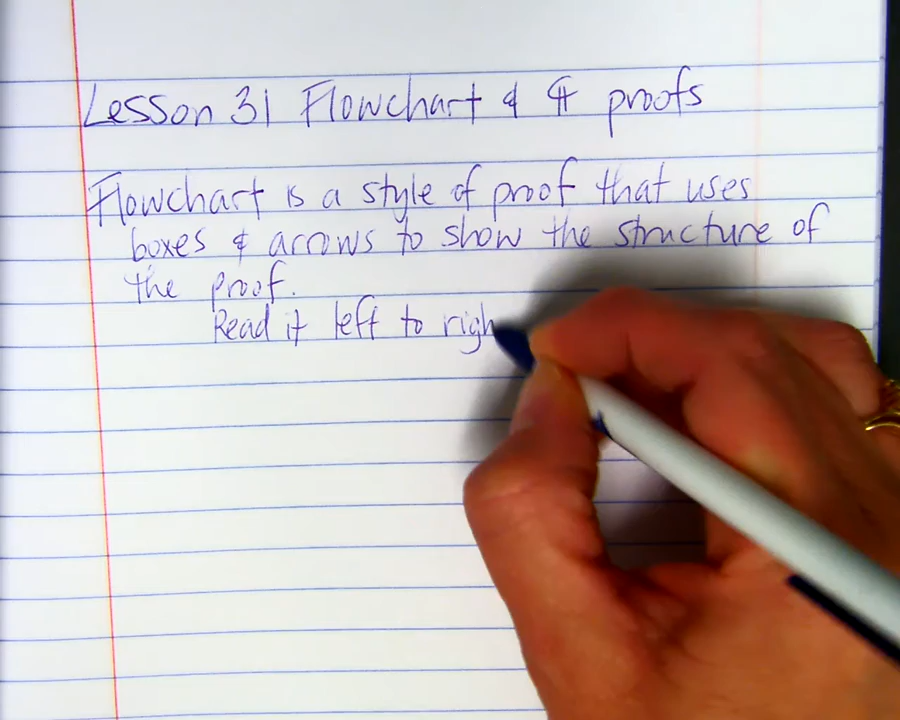 Lesson 31 Flowchart & ¶ proofs
Flowchart is a style of proof that uses
boxes & arrows to show the structure of
the proof.
Read it left to righ